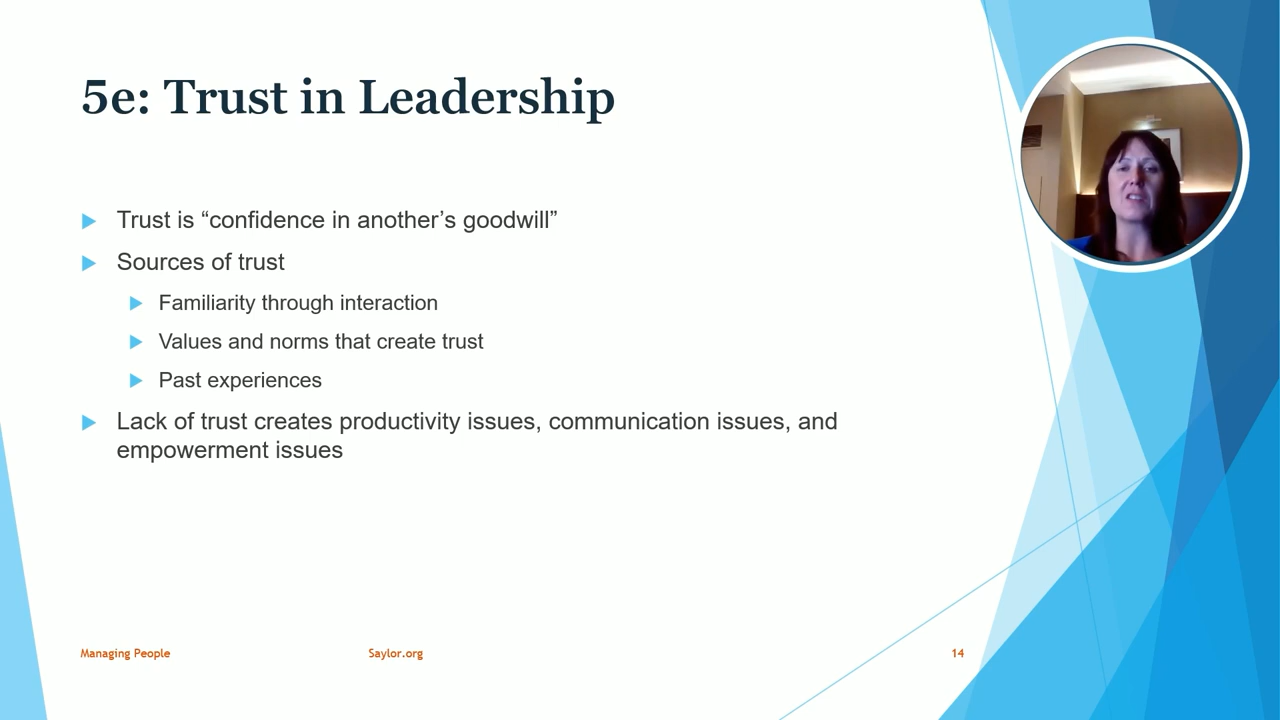 5e: Trust in Leadership
Trust is “confidence in another’s goodwill”
Sources of trust
Familiarity through interaction
Values and norms that create trust
Past experiences
Lack of trust creates productivity issues, communication issues, and
empowerment issues
Managing People
Saylor.org
14